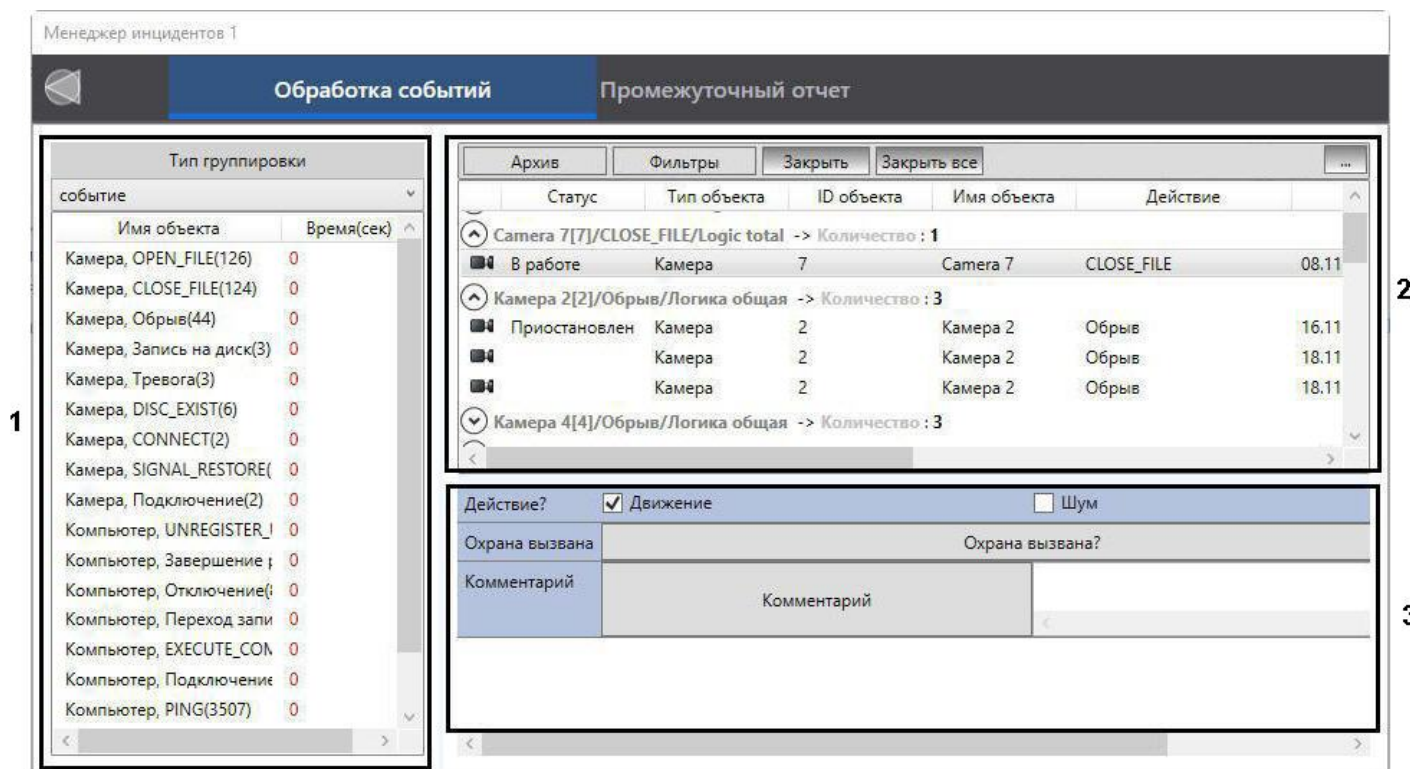 Менеджер инцидентов 1
Обработка событий Промежуточный отчет
1
Тип группировки
событие
Имя объекта Время(сек)
Камера, OPEN_FILE(126) 0
Камера, CLOSE_FILE(124) 0
Камера, Обрыв(44) 0
Камера, Запись на диск(3) 0
Камера, Тревога(3) 0
Камера, DISC_EXIST(6) 0
Камера, CONNECT(2) 0
Камера, SIGNAL_RESTORE( 0
Камера, Подключение(2) 0
Компьютер, UNREGISTER_ 0
Компьютер, Завершение 0
Компьютер, Отключение( 0
Компьютер, Переход запи 0
Компьютер, EXECUTE_CO 0
Компьютер, Подключение 0
Компьютер, PING(3507) 0
2
Архив Фильтры Закрыть Закрыть все ...
Статус Тип объекта ID объекта Имя объекта Действие
Camera 7[7]/CLOSE_FILE/Logic total -> Количество : 1
В работе Камера 7 Camera 7 CLOSE_FILE 08.11
Камера 2[2]/Обрыв/Логика общая -> Количество : 3
Приостановлен Камера 2 Камера 2 Обрыв 16.11
Камера 2 Камера 2 Обрыв 18.11
Камера 2 Камера 2 Обрыв 18.11
Камера 4[4]/Обрыв/Логика общая -> Количество : 3
3
Действие? Движение Шум
Охрана вызвана Охрана вызвана?
Комментарий Комментарий